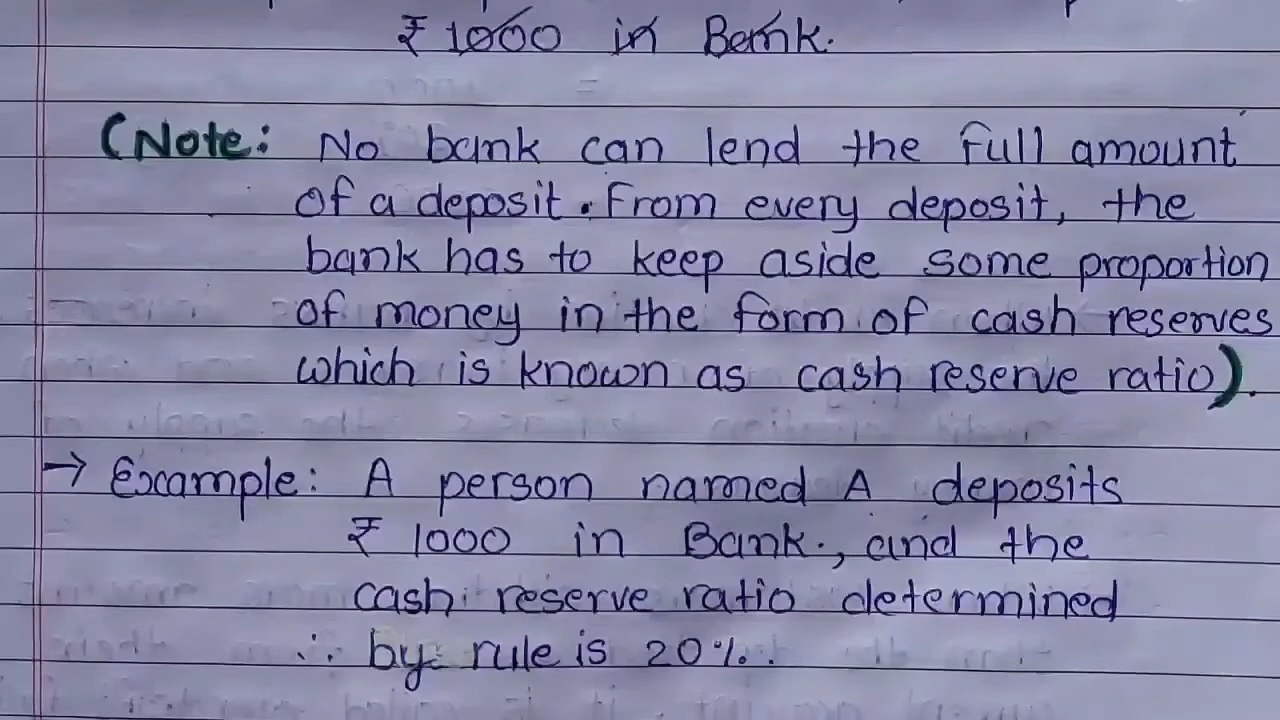 ₹ 1000 in Bank.
(Note: No bank can lend the full amount
of a deposit. From every deposit, the
bank has to keep aside some proportion
of money in the form of cash reserves
which is known as cash reserve ratio).
→ Example: A person named A deposits
₹ 1000 in Bank., and the
cash reserve ratio determined
∴ by rule is 20%.